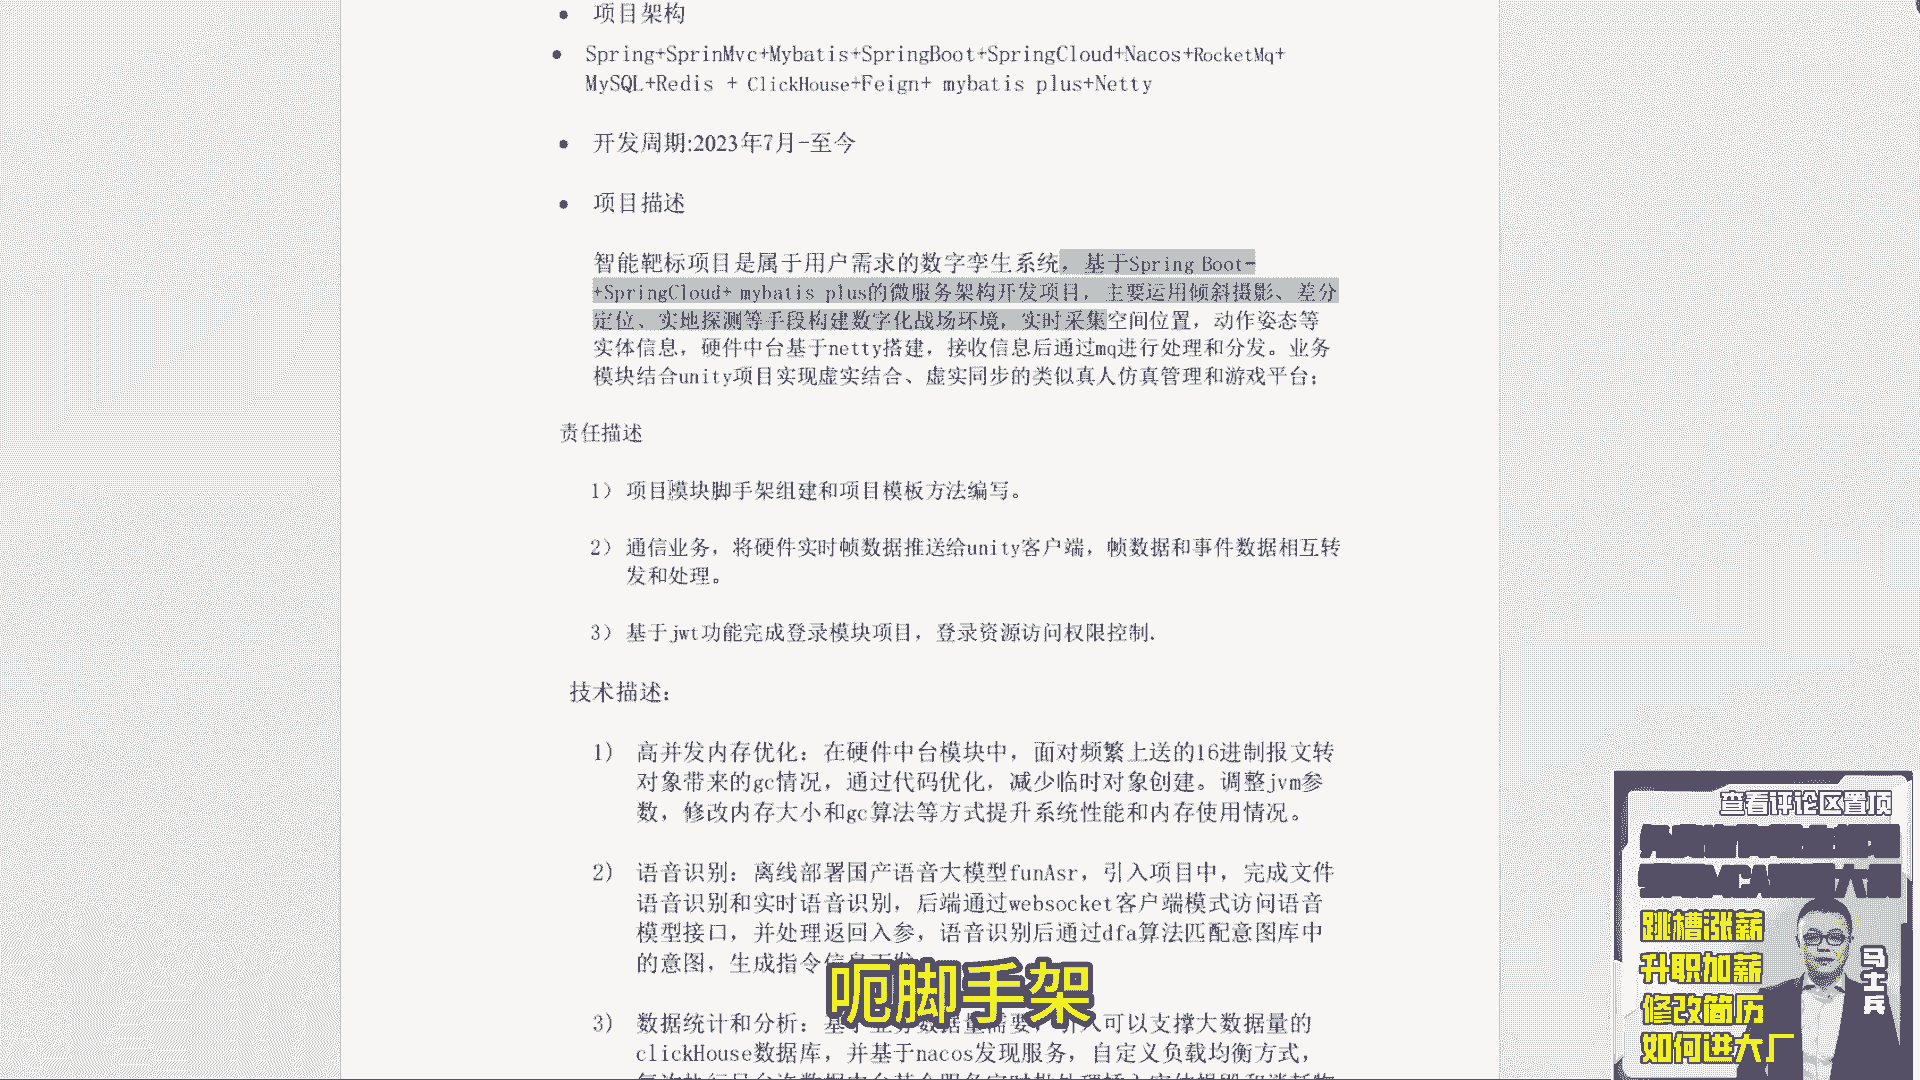 项目架构
Spring+SprinMvc+Mybatis+SpringBoot+SpringCloud+Nacos+RocketMq+
MySQL+Redis + ClickHouse+Feign+ mybatis plus+Netty
开发周期:2023年7月-至今
项目描述
智能靶标项目是属于用户需求的数字孪生系统，基于Spring Boot-
+SpringCloud+ mybatis plus的微服务架构开发项目，主要运用倾斜摄影、差分
定位、实地探测等手段构建数字化战场环境，实时采集空间位置，动作姿态等
实体信息，硬件中台基于netty搭建，接收信息后通过mq进行处理和分发。业务
模块结合unity项目实现虚实结合、虚实同步的类似真人仿真管理和游戏平台；
责任描述
1） 项目模块脚手架组建和项目模板方法编写。
2） 通信业务，将硬件实时帧数据推送给unity客户端，帧数据和事件数据相互转
发和处理。
3） 基于jwt功能完成登录模块项目，登录资源访问权限控制.
技术描述：
1） 高并发内存优化：在硬件中台模块中，面对频繁上送的16进制报文转
对象带来的gc情况，通过代码优化，减少临时对象创建。调整jvm参
数，修改内存大小和gc算法等方式提升系统性能和内存使用情况。
2） 语音识别：离线部署国产语音大模型funAsr，引入项目中，完成文件
语音识别和实时语音识别，后端通过websocket客户端模式访问语音
模型接口，并处理返回入参，语音识别后通过dfa算法匹配意图库中
的意图，生成指令
呃脚手架
3） 数据统计和分析：基于业务数据量需要，引入可以支撑大数据量的
clickHouse数据库，并基于nacos发现服务，自定义负载均衡方式，
查看评论区置顶
跳槽涨薪
升职加薪
修改简历
如何进大厂
马士兵